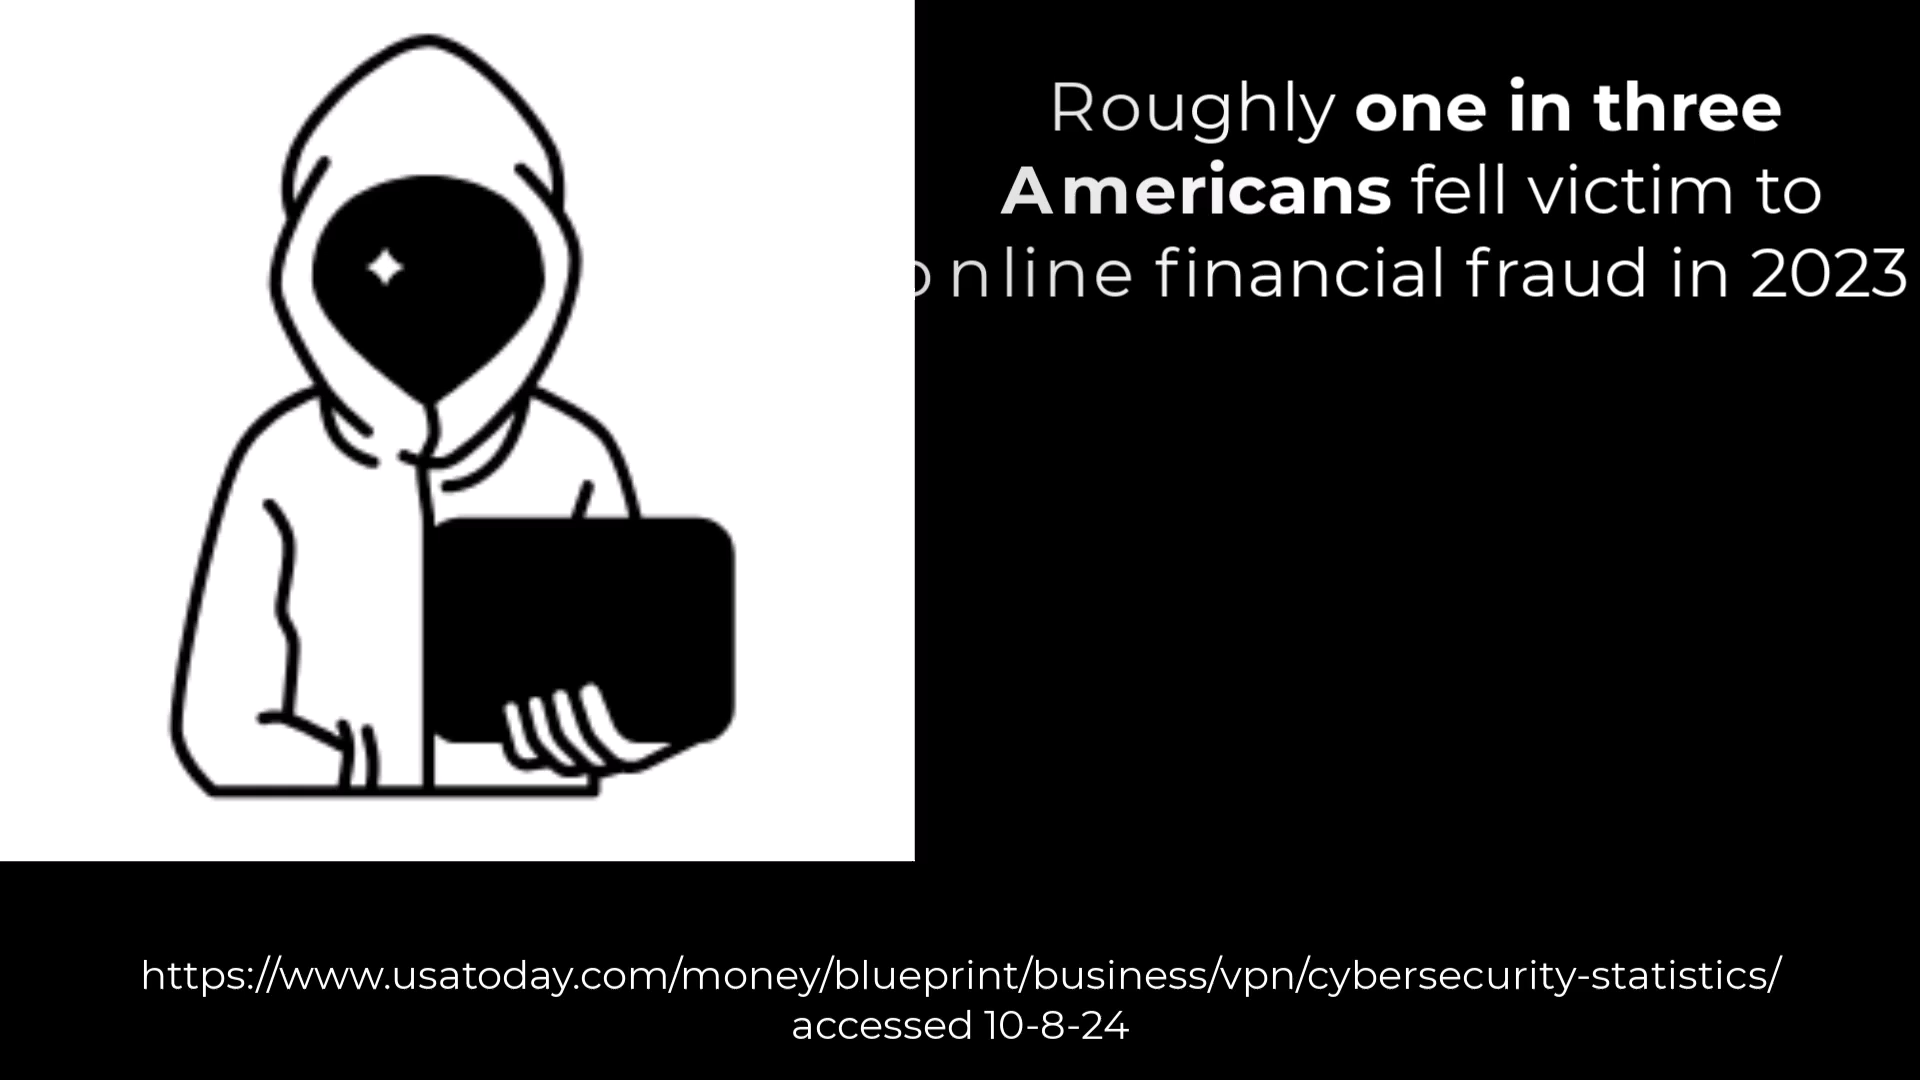 Roughly one in three
Americans fell victim to
online financial fraud in 2023
https://www.usatoday.com/money/blueprint/business/vpn/cybersecurity-statistics/
accessed 10-8-24